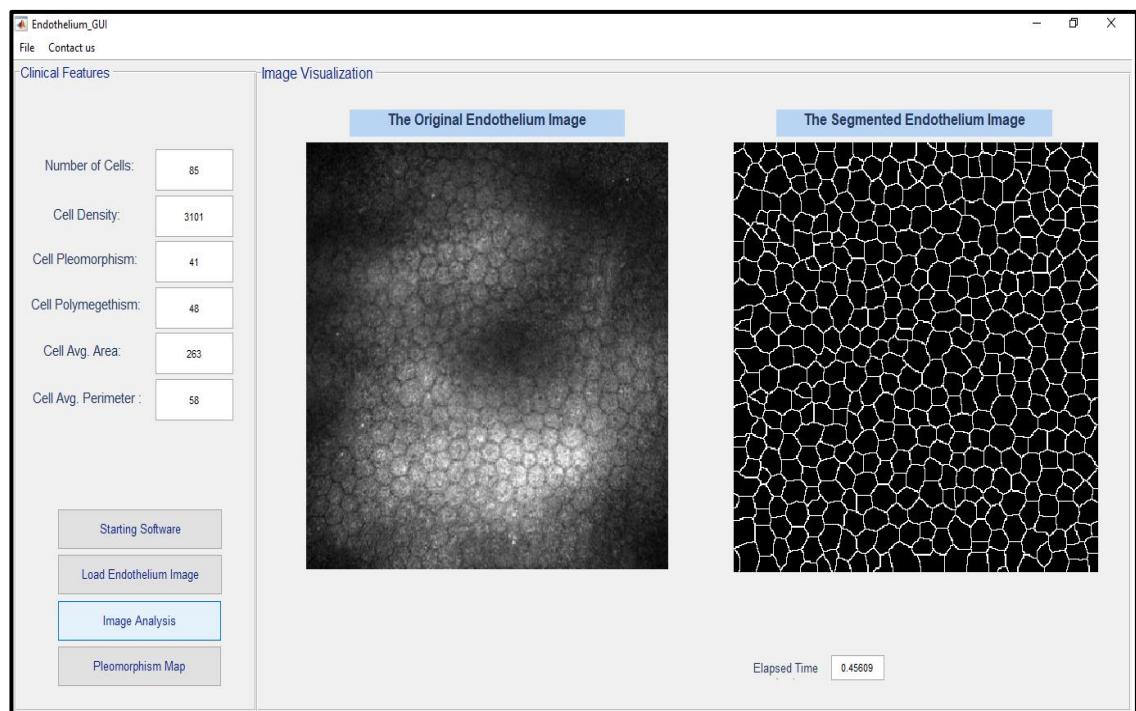 Endothelium_GUI
File Contact us
Clinical Features
Number of Cells: 85
Cell Density: 3101
Cell Pleomorphism: 41
Cell Polymegethism: 48
Cell Avg. Area: 263
Cell Avg. Perimeter : 58
Starting Software
Load Endothelium Image
Image Analysis
Pleomorphism Map
Image Visualization
The Original Endothelium Image
The Segmented Endothelium Image
Elapsed Time 0.45609